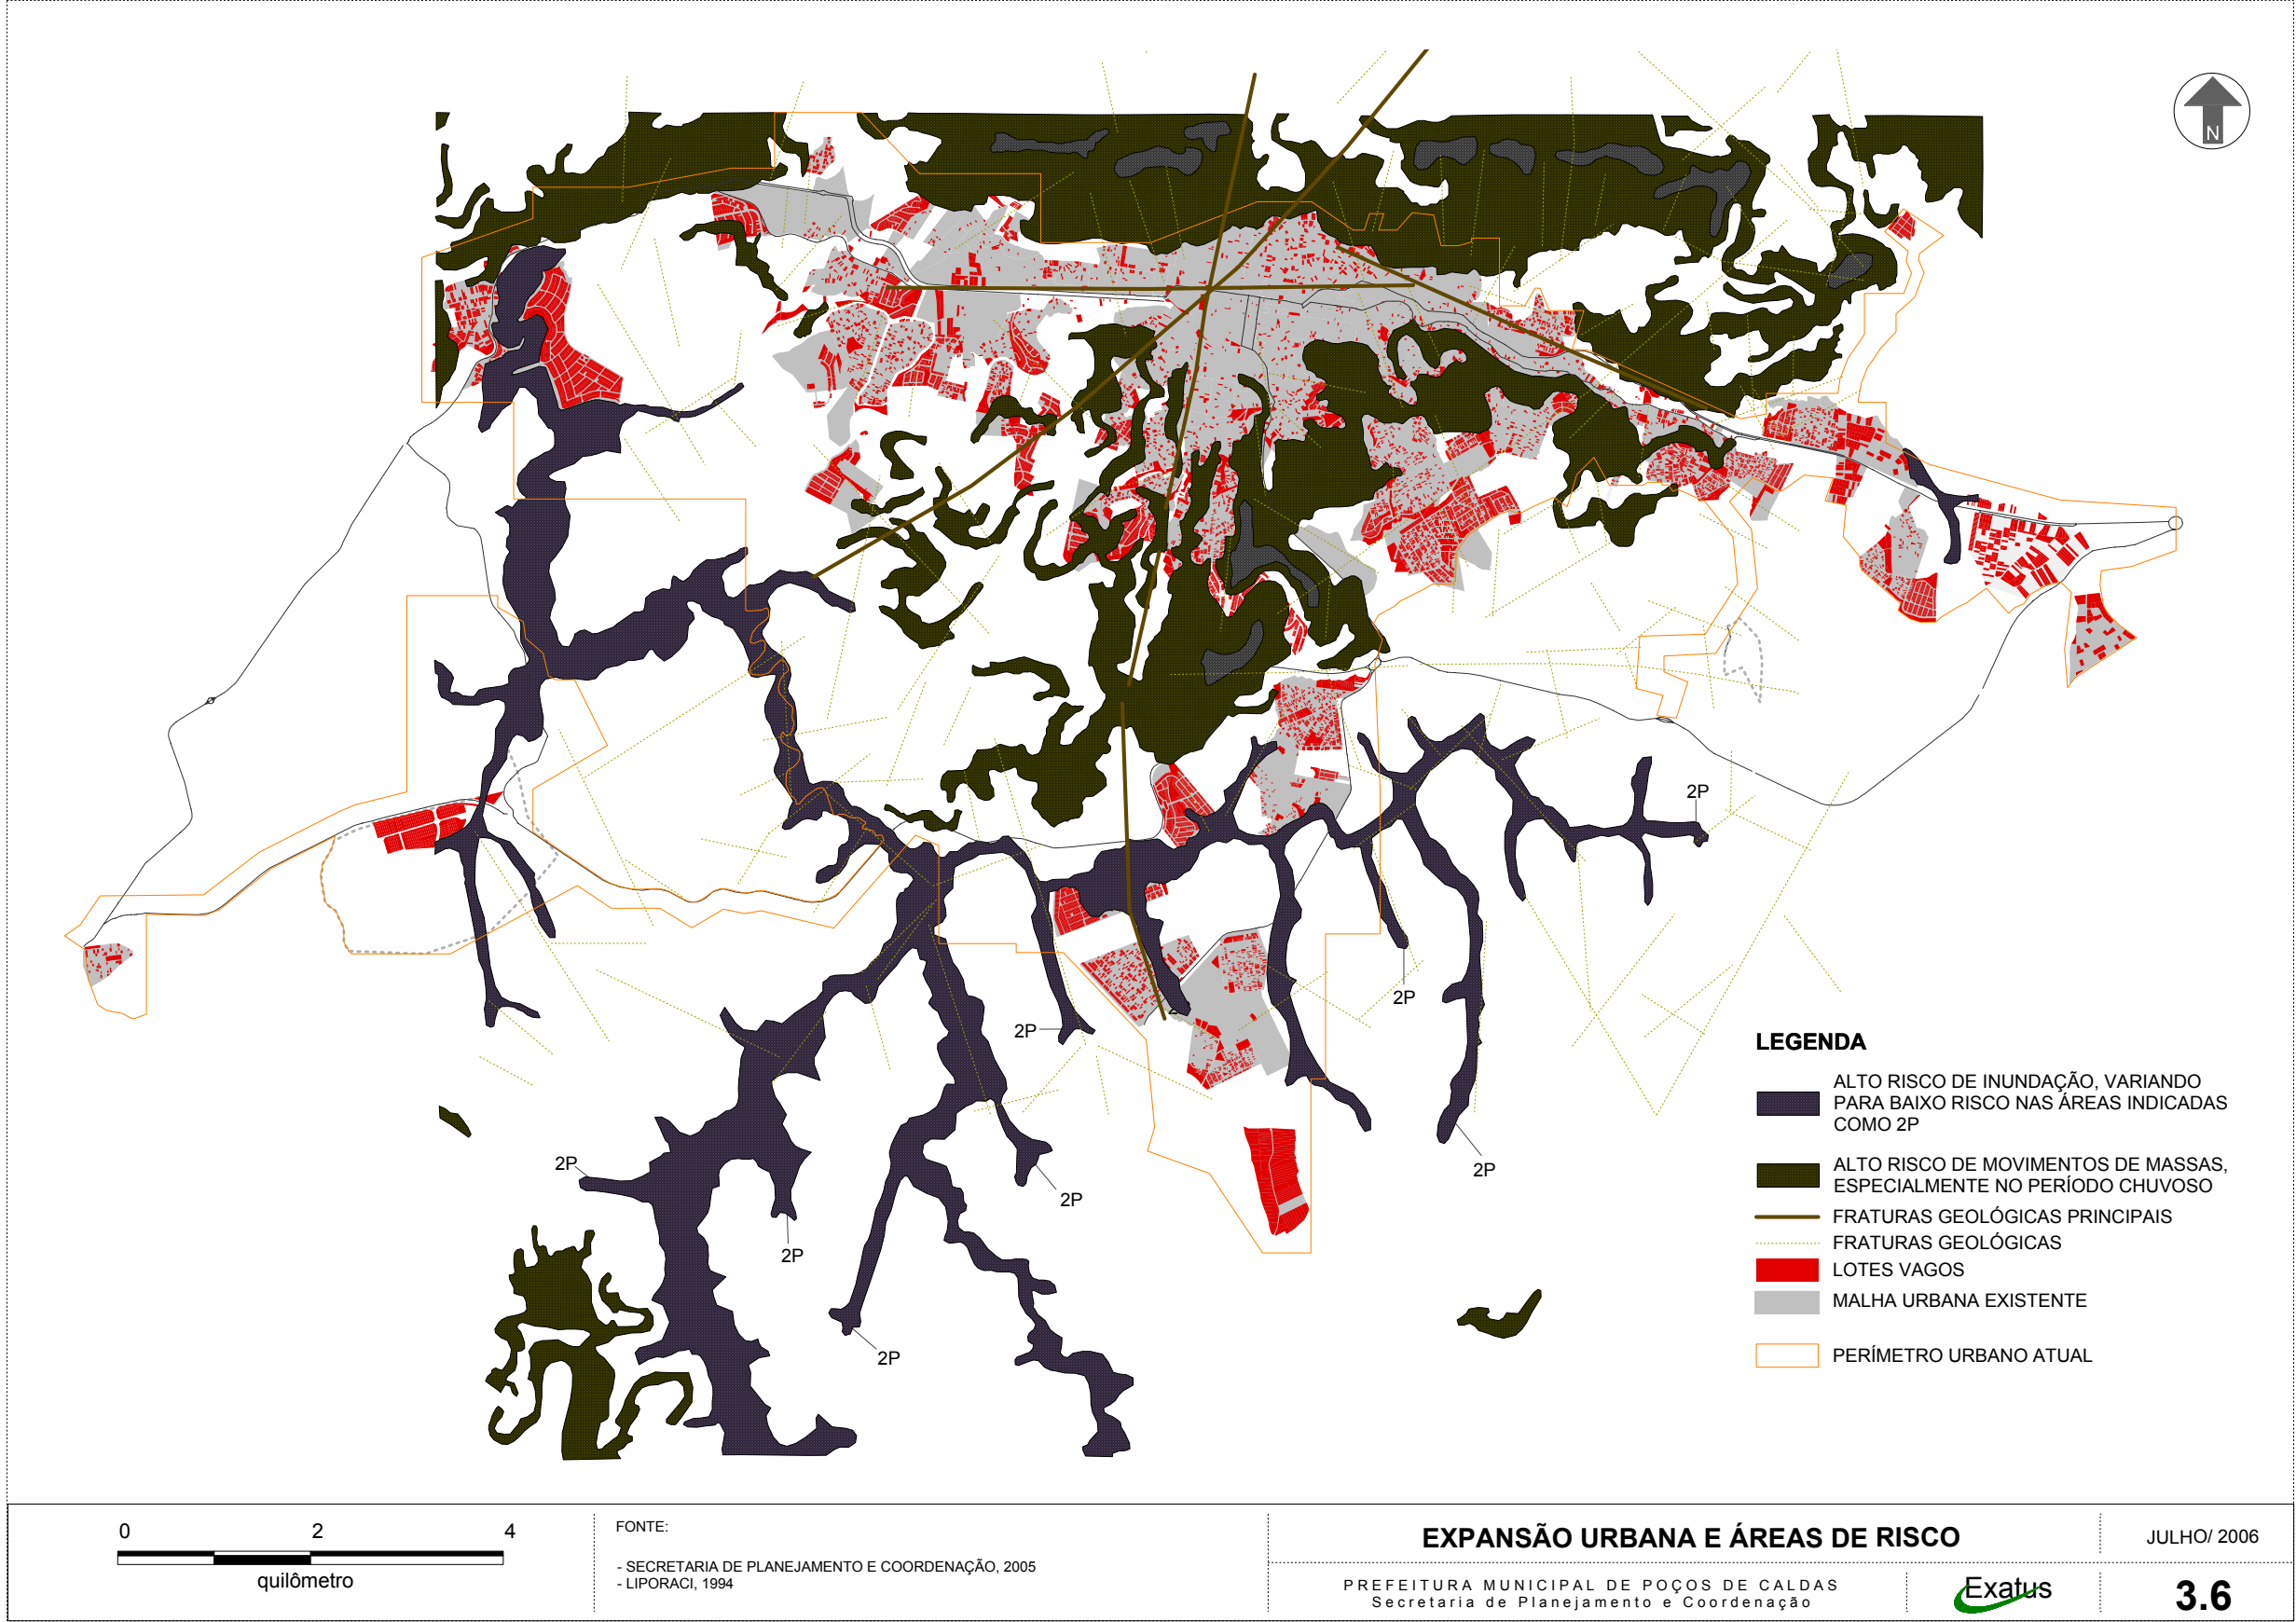 N
2P
2P
2P
2
2P
2P
2P
2P
2P
LEGENDA
ALTO RISCO DE INUNDAÇÃO, VARIANDO
PARA BAIXO RISCO NAS ÁREAS INDICADAS
COMO 2P
ALTO RISCO DE MOVIMENTOS DE MASSAS,
ESPECIALMENTE NO PERÍODO CHUVOSO
FRATURAS GEOLÓGICAS PRINCIPAIS
FRATURAS GEOLÓGICAS
LOTES VAGOS
MALHA URBANA EXISTENTE
PERÍMETRO URBANO ATUAL
0 2 4
quilômetro
FONTE:
- SECRETARIA DE PLANEJAMENTO E COORDENAÇÃO, 2005
- LIPORACI, 1994
EXPANSÃO URBANA E ÁREAS DE RISCO
JULHO/ 2006
PREFEITURA MUNICIPAL DE POÇOS DE CALDAS
Secretaria de Planejamento e Coordenação
Exatus
3.6